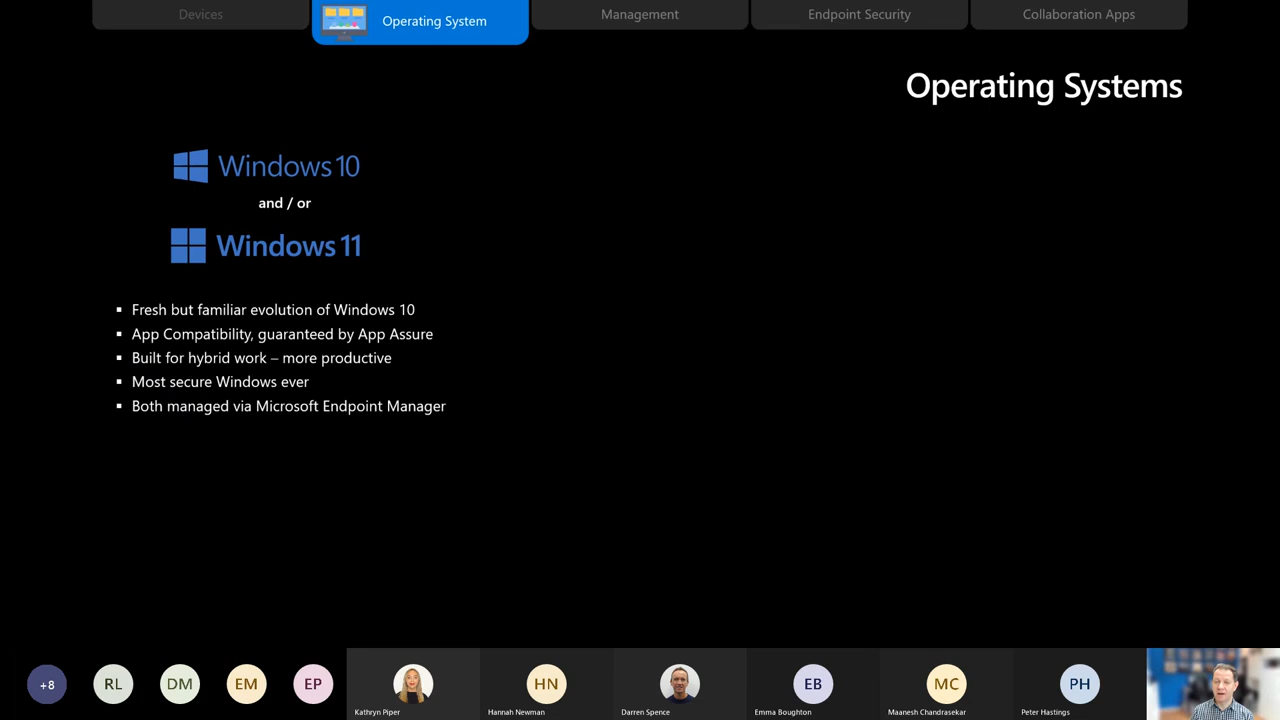 Devices
Operating System
Management
Endpoint Security
Collaboration Apps
Operating Systems
Windows 10
and / or
Windows 11
▪ Fresh but familiar evolution of Windows 10
▪ App Compatibility, guaranteed by App Assure
▪ Built for hybrid work – more productive
▪ Most secure Windows ever
▪ Both managed via Microsoft Endpoint Manager
+8
RL
DM
EM
EP
Kathryn Piper
HN
Hannah Newman
Darren Spence
EB
Emma Boughton
MC
Maanesh Chandrasekar
PH
Peter Hastings